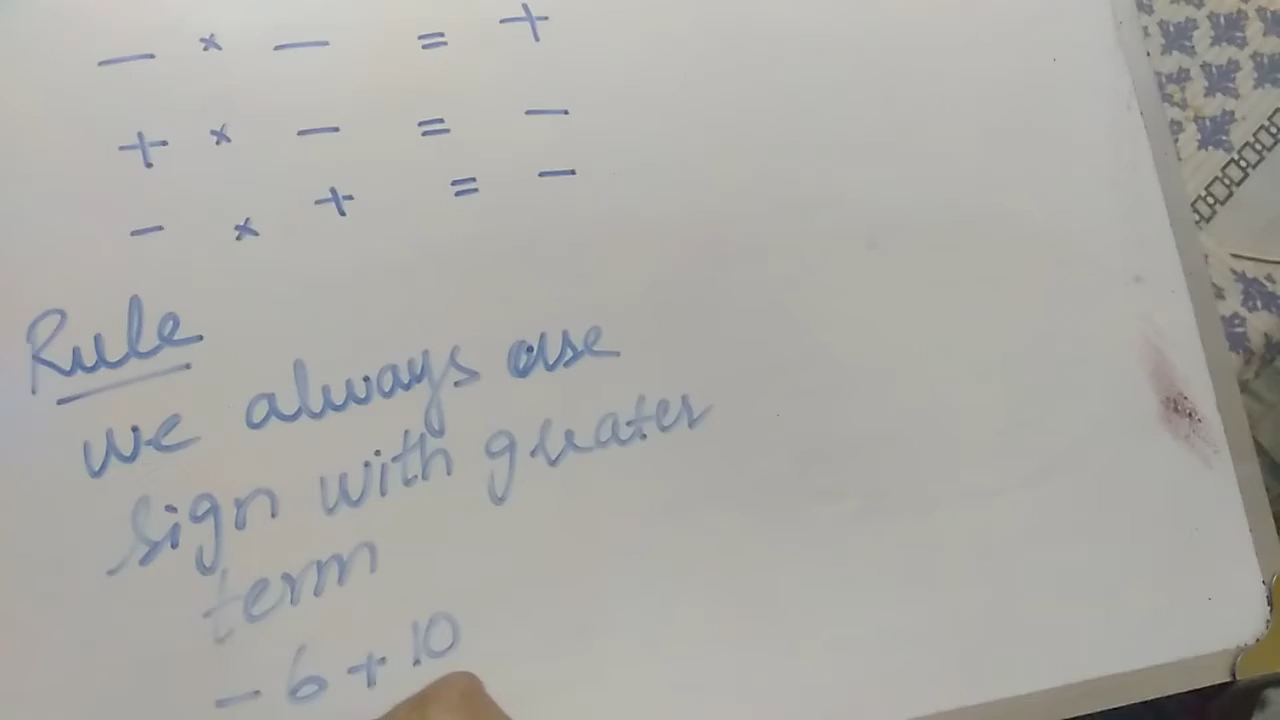 − × − = +
+ × − = −
- × + = −
Rule
we always use
sign with greater
term
- 6 + 10